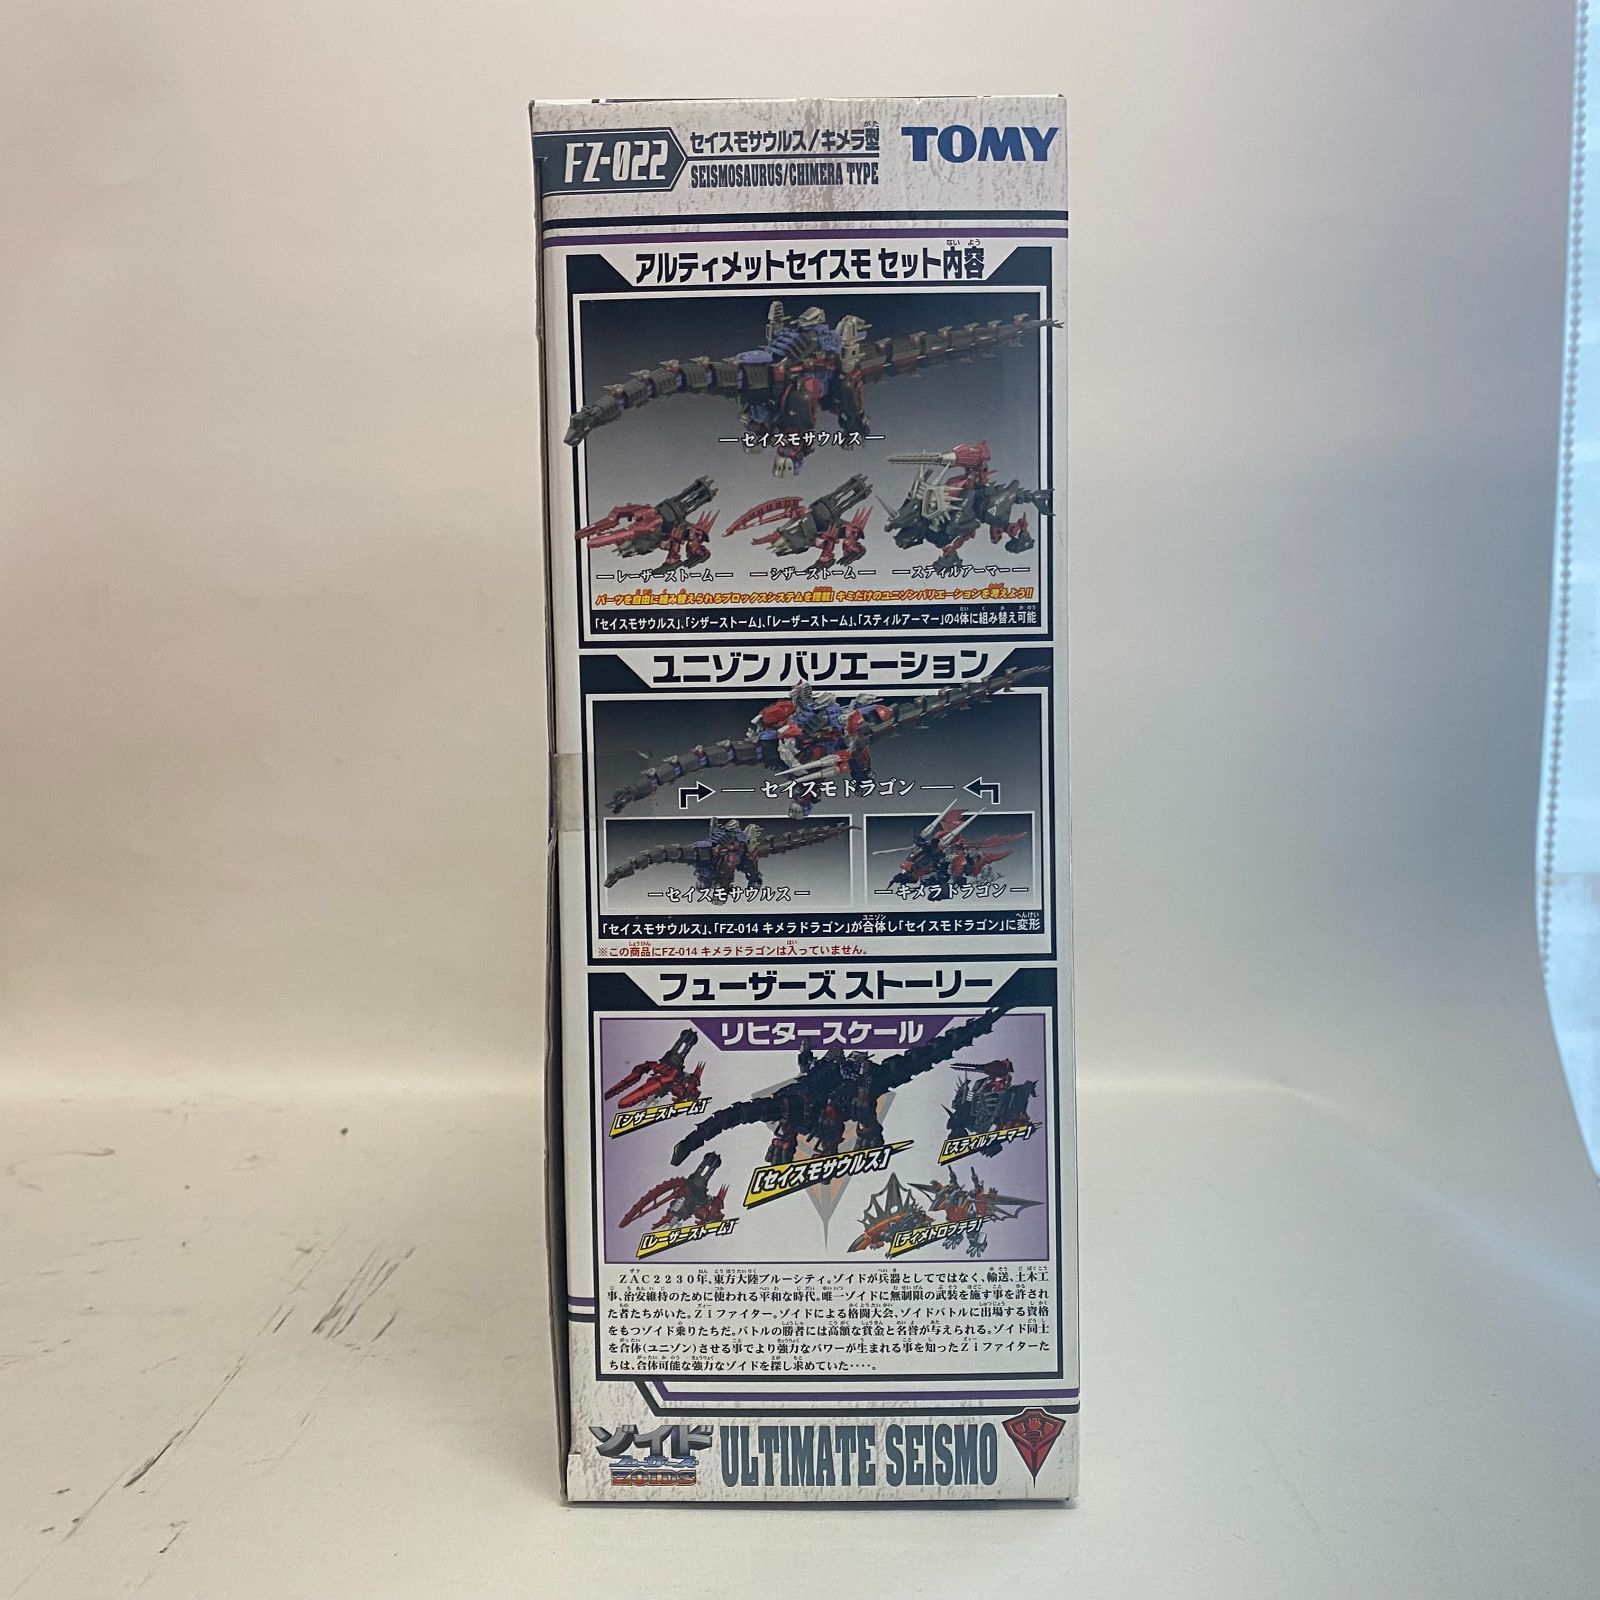 FZ-022
セイスモサウルス/キメラ型
がた
SEISMOSAURUS/CHIMERA TYPE
TOMY
アルティメットセイスモ セット内容
ないよう
セイスモサウルス
レーザーストーム
シザーストーム
スティルアーマー
パーツを自由に組み替えられるブロックスシステムを搭載! キミだけのユニゾンバリエーションを考えよう!!
「セイスモサウルス」、「シザーストーム」、「レーザーストーム」、「スティルアーマー」の4体に組み替え可能
ユニゾン バリエーション
セイスモドラゴン
セイスモサウルス
キメラドラゴン
「セイスモサウルス」、「FZ-014 キメラドラゴン」が合体し「セイスモドラゴン」に変形
※この商品にFZ-014 キメラドラゴンは入っていません。
フューザーズ ストーリー
リヒタースケール
[シザーストーム]
[スティルアーマー]
[セイスモサウルス]
[レーザーストーム]
[ディメトロプテラ]
ZAC2230年、東方大陸ブルーシティ。ゾイドが兵器としてではなく、輸送、土木工
事、治安維持のために使われる平和な時代。唯一ゾイドに無制限の武装を施す事を許され
た者たちがいた。Ziファイター。ゾイドによる格闘大会、ゾイドバトルに出場する資格
をもつゾイド乗りたちだ。バトルの勝者には高額な賞金と名誉が与えられる。ゾイド同士
を合体(ユニゾン)させる事でより強力なパワーが生まれる事を知ったZiファイターた
ちは、合体可能な強力なゾイドを探し求めていた‥‥。
ゾイド
フューザーズ
ZOIDS
ULTIMATE SEISMO